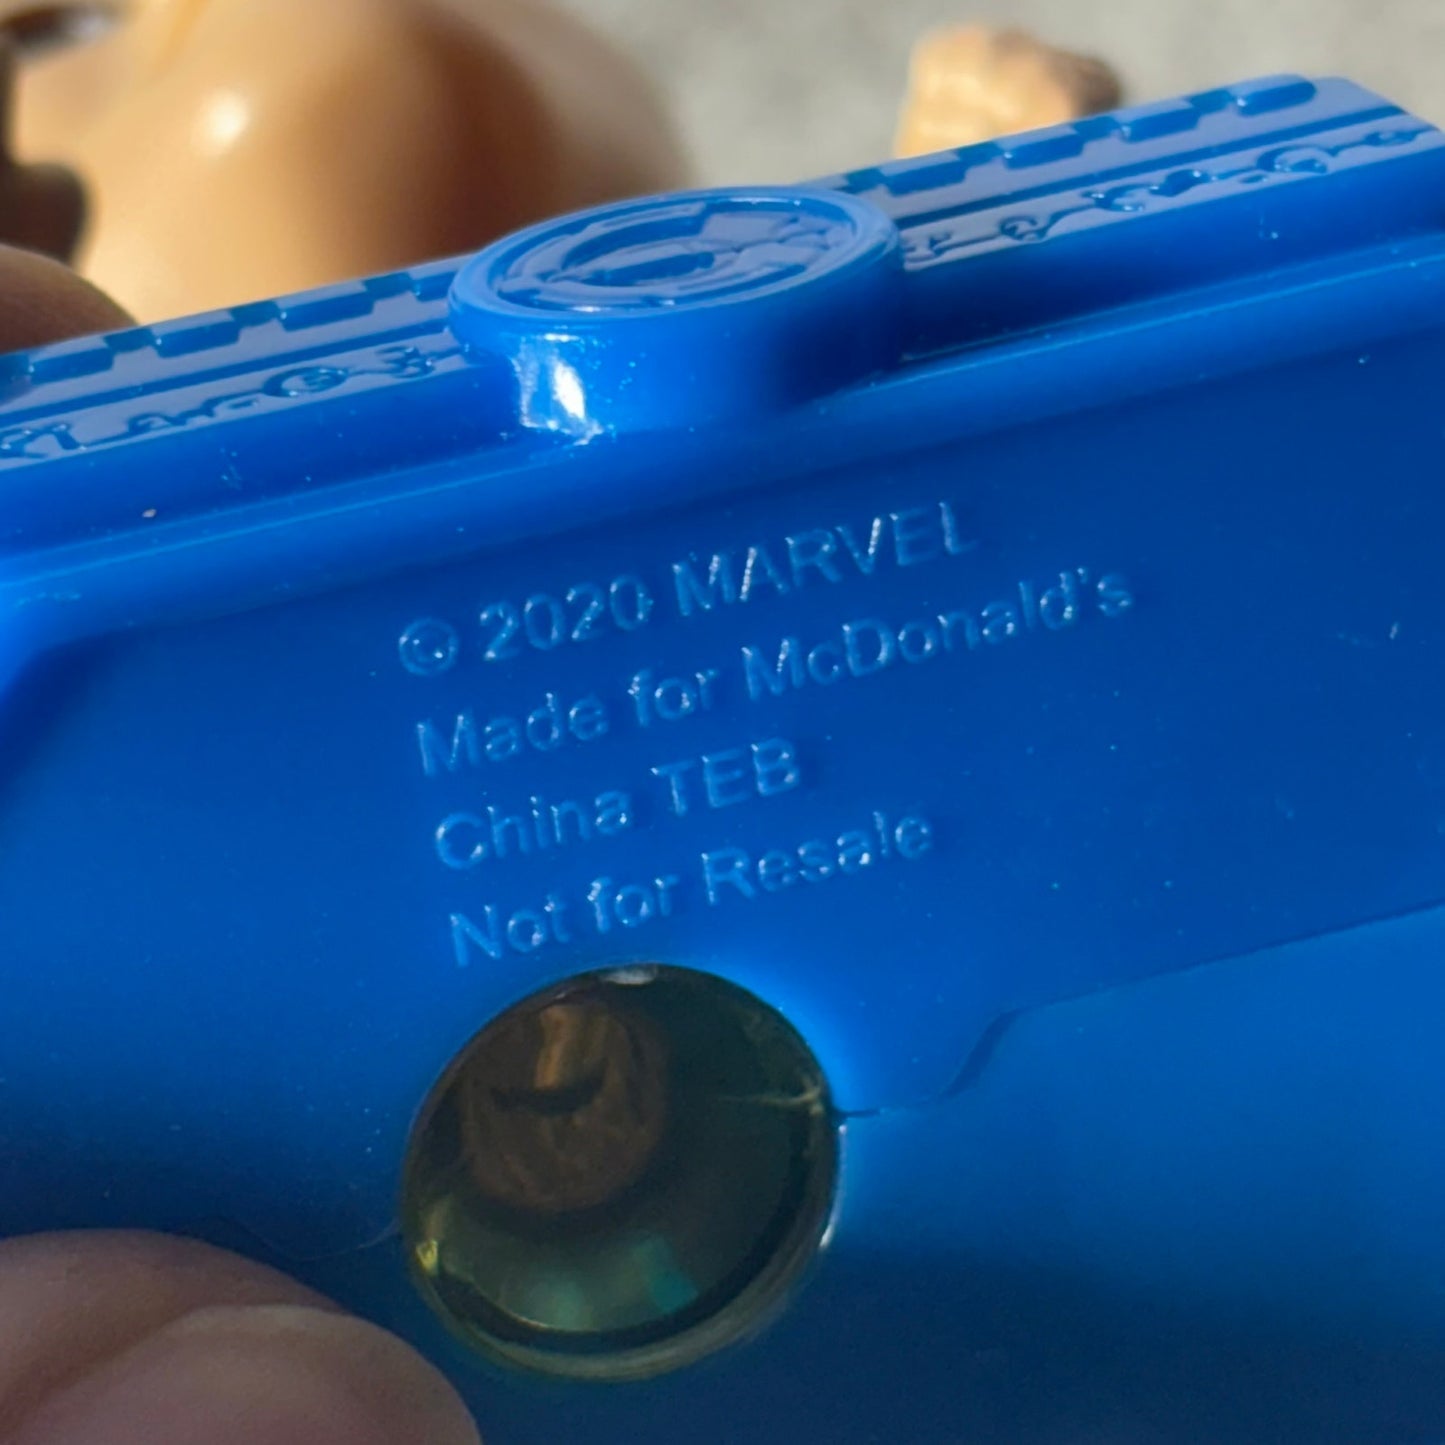 © 2020 MARVEL
Made for McDonald's
China TEB
Not for Resale